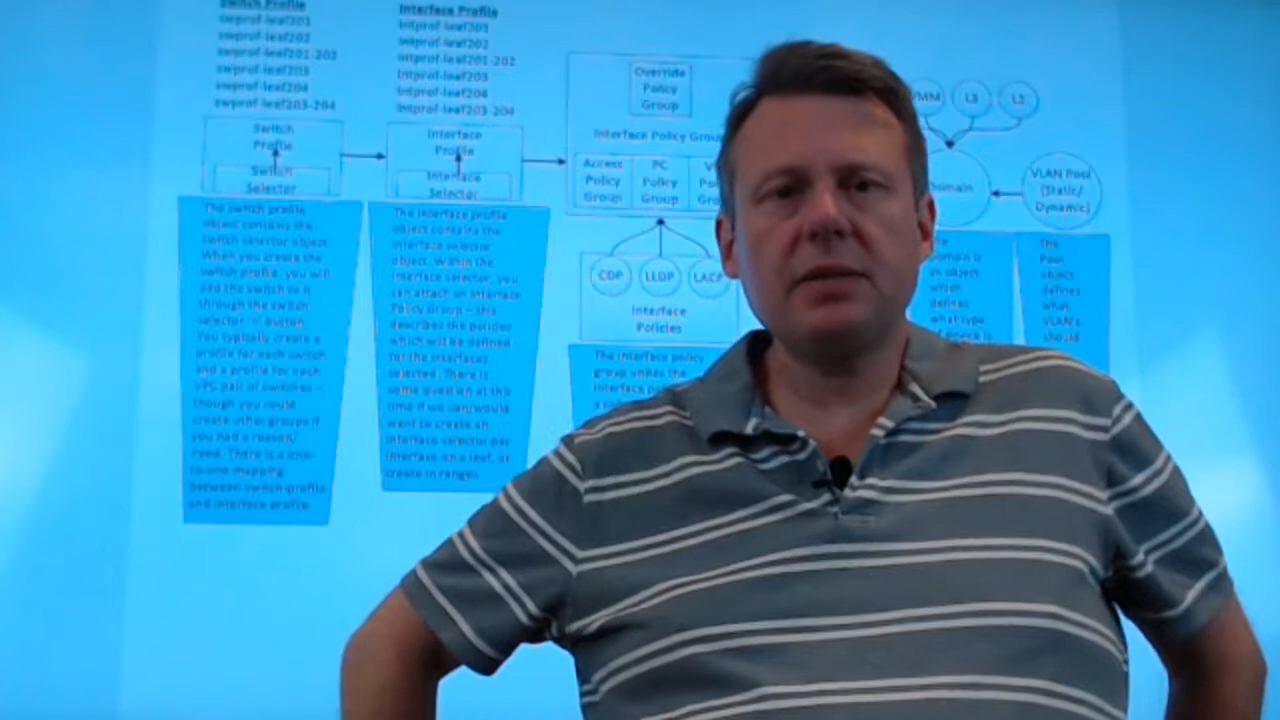 Switch Profile
swprof-leaf201
swprof-leaf202
swprof-leaf201-202
swprof-leaf203
swprof-leaf204
swprof-leaf203-204
Switch
Profile
Switch
Selector
The switch profile
object contains the
switch selector object.
When you create the
switch profile, you will
add the switch to it
through the switch
selector '+' button.
You typically create a
profile for each switch
and a profile for each
VPC pair of switches –
though you could
create other groups if
you had a reason/
need. There is a one-
to-one mapping
between switch-profile
and interface profile.
Interface Profile
intprof-leaf201
intprof-leaf202
intprof-leaf201-202
intprof-leaf203
intprof-leaf204
intprof-leaf203-204
Interface
Profile
Interface
Selector
The interface profile
object contains the
interface selector
object. Within the
interface selector, you
can attach an Interface
Policy Group – this
describes the policies
which will be defined
for the interfaces
selected. There is
some question at this
time if we can/would
want to create an
interface selector per
interface on a leaf, or
create in ranges.
Override
Policy
Group
Interface Policy Group
Access
Policy
Group
PC
Policy
Group
CDP
LLDP
LACP
Interface
Policies
The interface policy
group unites the
VMM
L3
L2
Domain
VLAN Pool
(Static/
Dynamic)
domain is
an object
which
defines
what type
of device is
The
Pool
object
defines
what
VLAN's
should